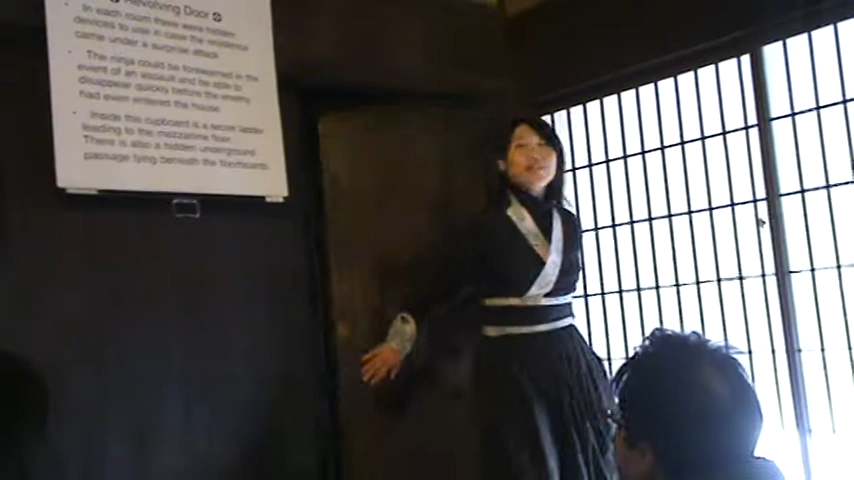 Revolving Door
In each room there were hidden
devices to use in case the residence
came under a surprise attack.
The ninja could be forewarned in the
event of an assault and be able to
disappear quickly before the enemy
had even entered the house.
Inside this cupboard is a secret ladder
leading to the mazzanine floor.
There is also a hidden underground
passage lying beneath the floorboards.